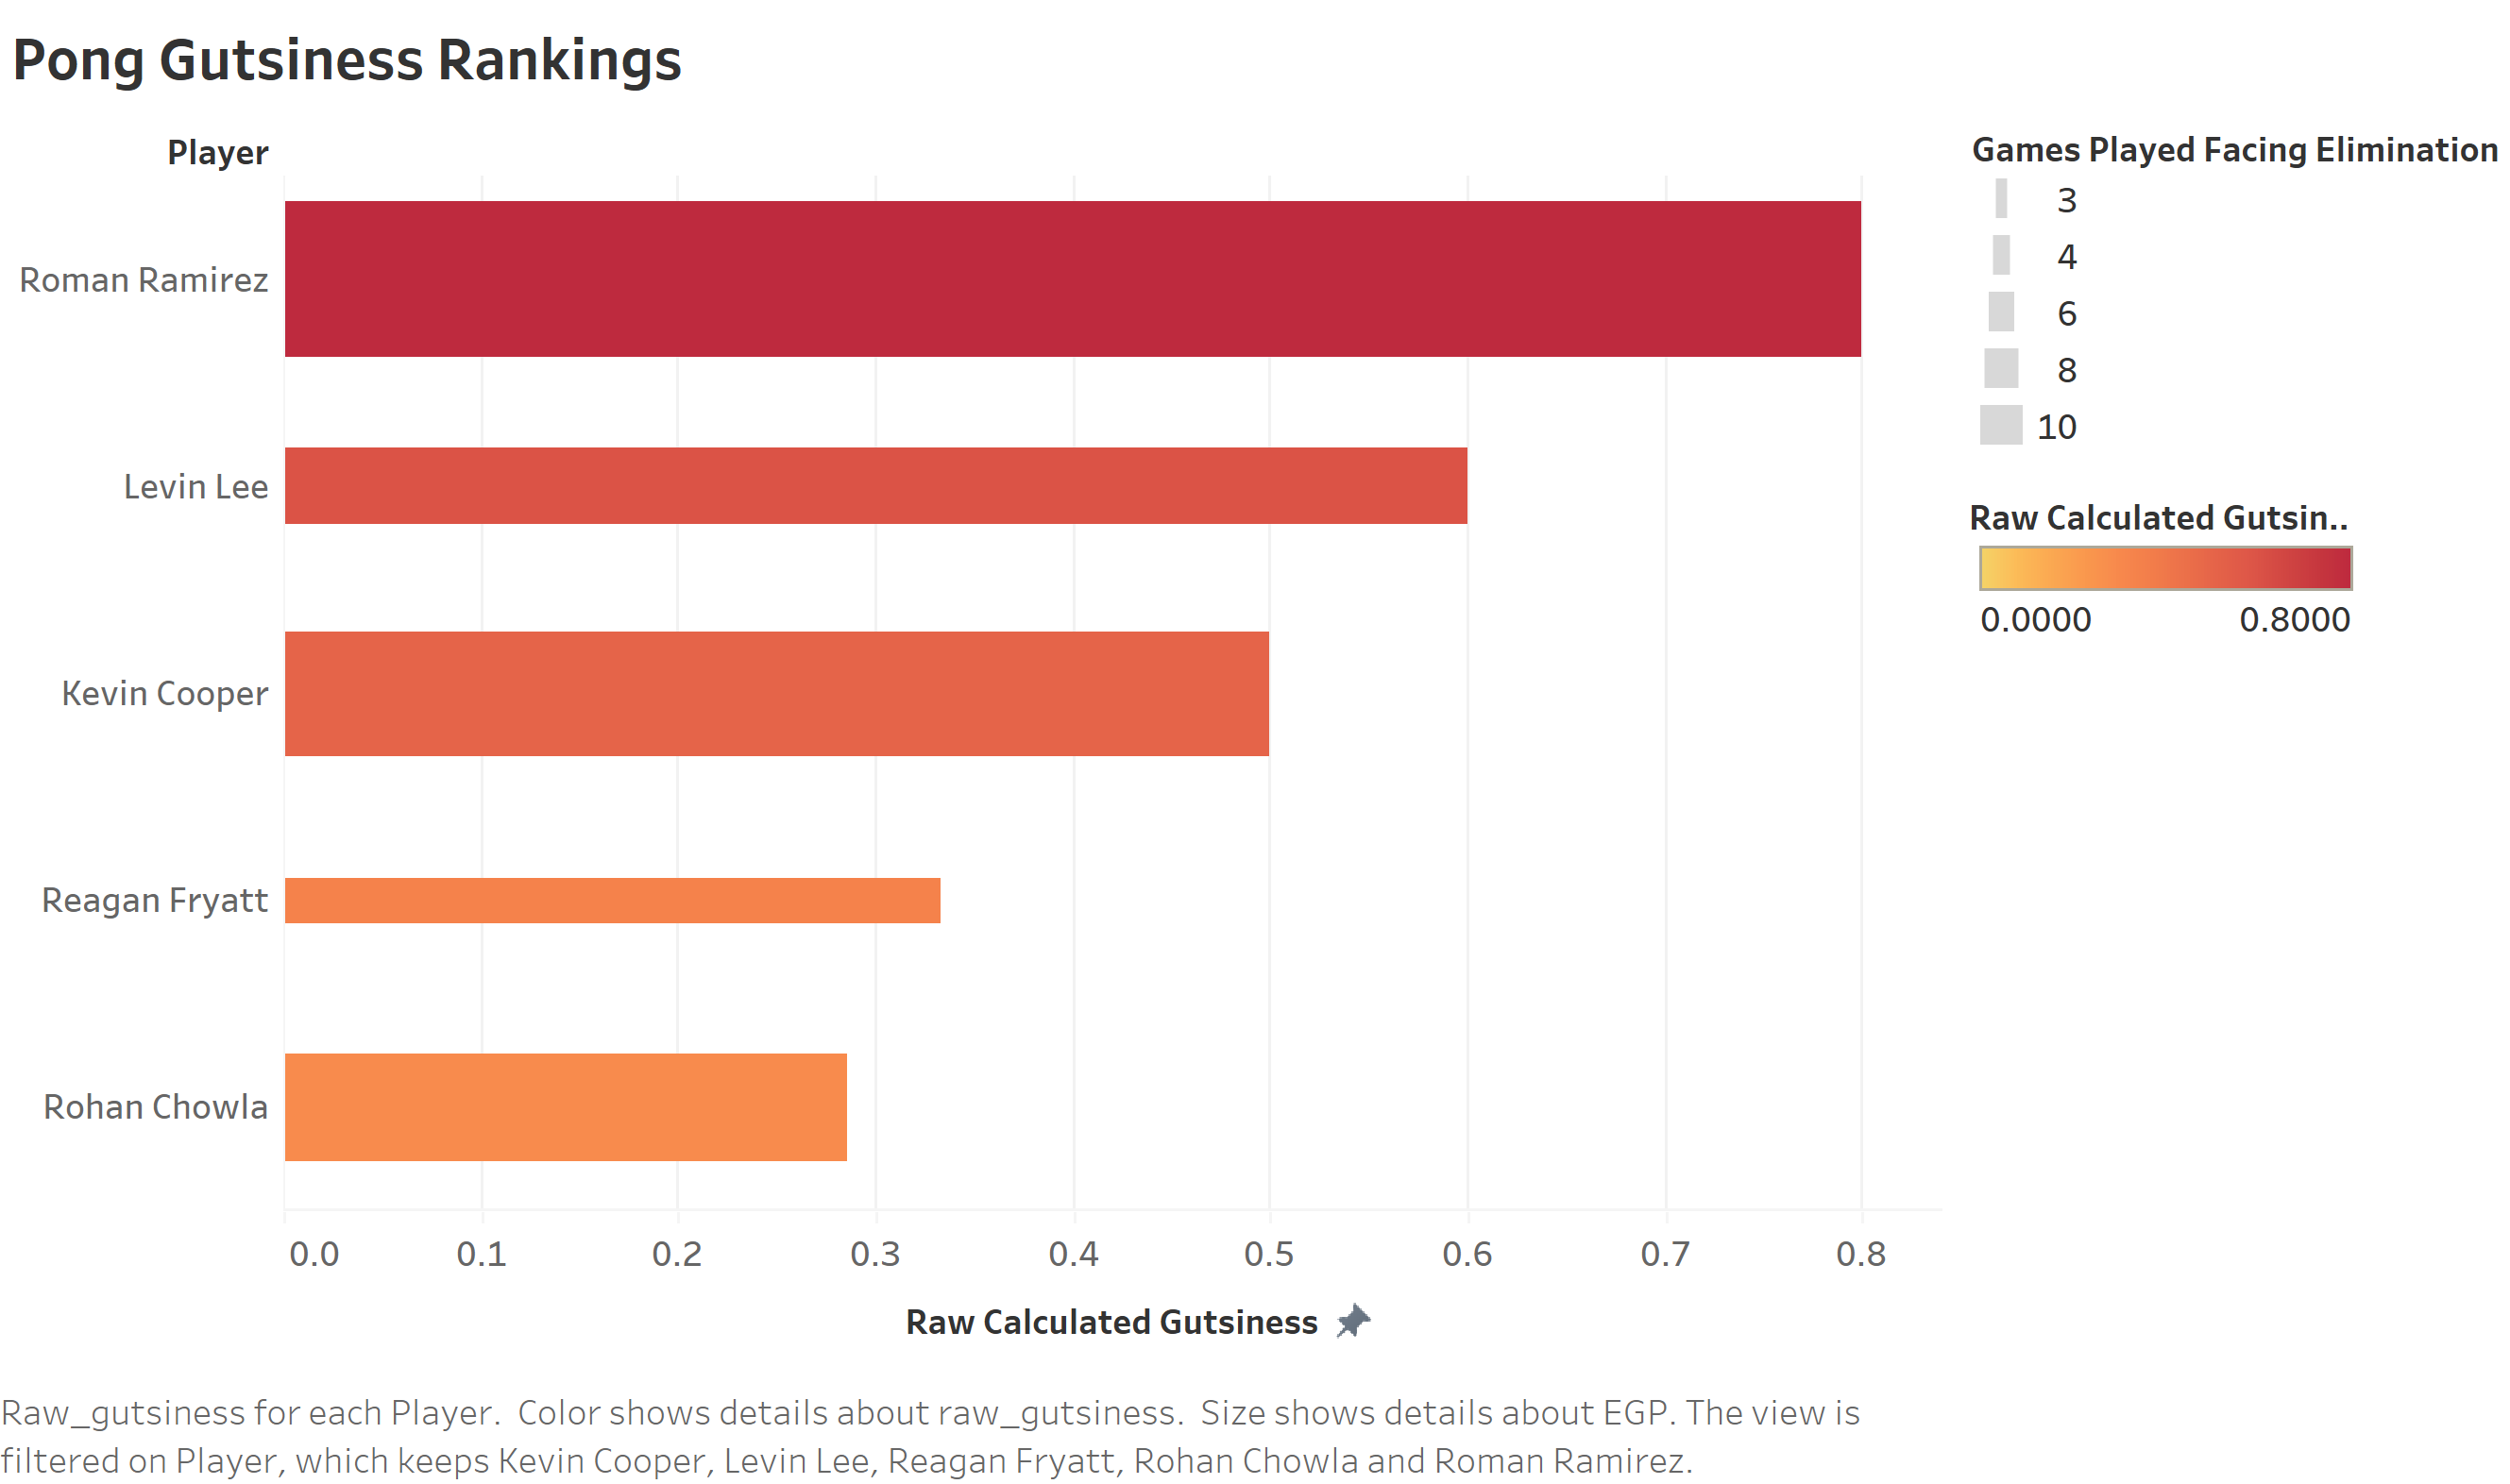 Pong Gutsiness Rankings
Player
Roman Ramirez
Levin Lee
Kevin Cooper
Reagan Fryatt
Rohan Chowla
0.0 0.1 0.2 0.3 0.4 0.5 0.6 0.7 0.8
Raw Calculated Gutsiness
Games Played Facing Elimination
3
4
6
8
10
Raw Calculated Gutsin..
0.0000 0.8000
Raw_gutsiness for each Player. Color shows details about raw_gutsiness. Size shows details about EGP. The view is
filtered on Player, which keeps Kevin Cooper, Levin Lee, Reagan Fryatt, Rohan Chowla and Roman Ramirez.